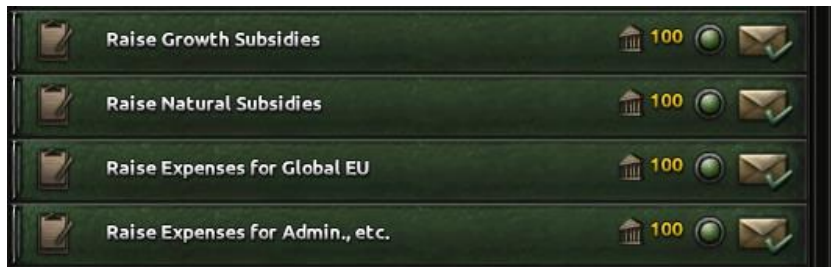 Raise Growth Subsidies 100
Raise Natural Subsidies 100
Raise Expenses for Global EU 100
Raise Expenses for Admin., etc. 100